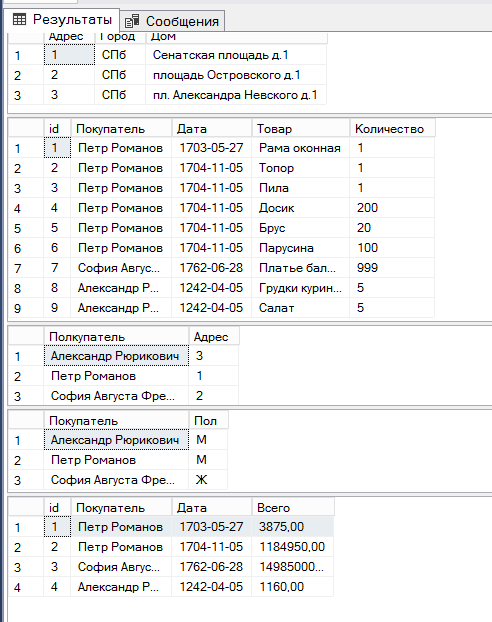 Результаты Сообщения
Адрес Город Дом
1 1 СПб Сенатская площадь д.1
2 2 СПб площадь Островского д.1
3 3 СПб пл. Александра Невского д.1
id Покупатель Дата Товар Количество
1 1 Петр Романов 1703-05-27 Рама оконная 1
2 2 Петр Романов 1704-11-05 Топор 1
3 3 Петр Романов 1704-11-05 Пила 1
4 4 Петр Романов 1704-11-05 Досик 200
5 5 Петр Романов 1704-11-05 Брус 20
6 6 Петр Романов 1704-11-05 Парусина 100
7 7 София Авгус... 1762-06-28 Платье бал... 999
8 8 Александр Р... 1242-04-05 Грудки курин... 5
9 9 Александр Р... 1242-04-05 Салат 5
Полкупатель Адрес
1 Александр Рюрикович 3
2 Петр Романов 1
3 София Августа Фре... 2
Покупатель Пол
1 Александр Рюрикович М
2 Петр Романов М
3 София Августа Фре... Ж
id Покупатель Дата Всего
1 1 Петр Романов 1703-05-27 3875,00
2 2 Петр Романов 1704-11-05 1184950,00
3 3 София Авгус... 1762-06-28 14985000...
4 4 Александр Р... 1242-04-05 1160,00